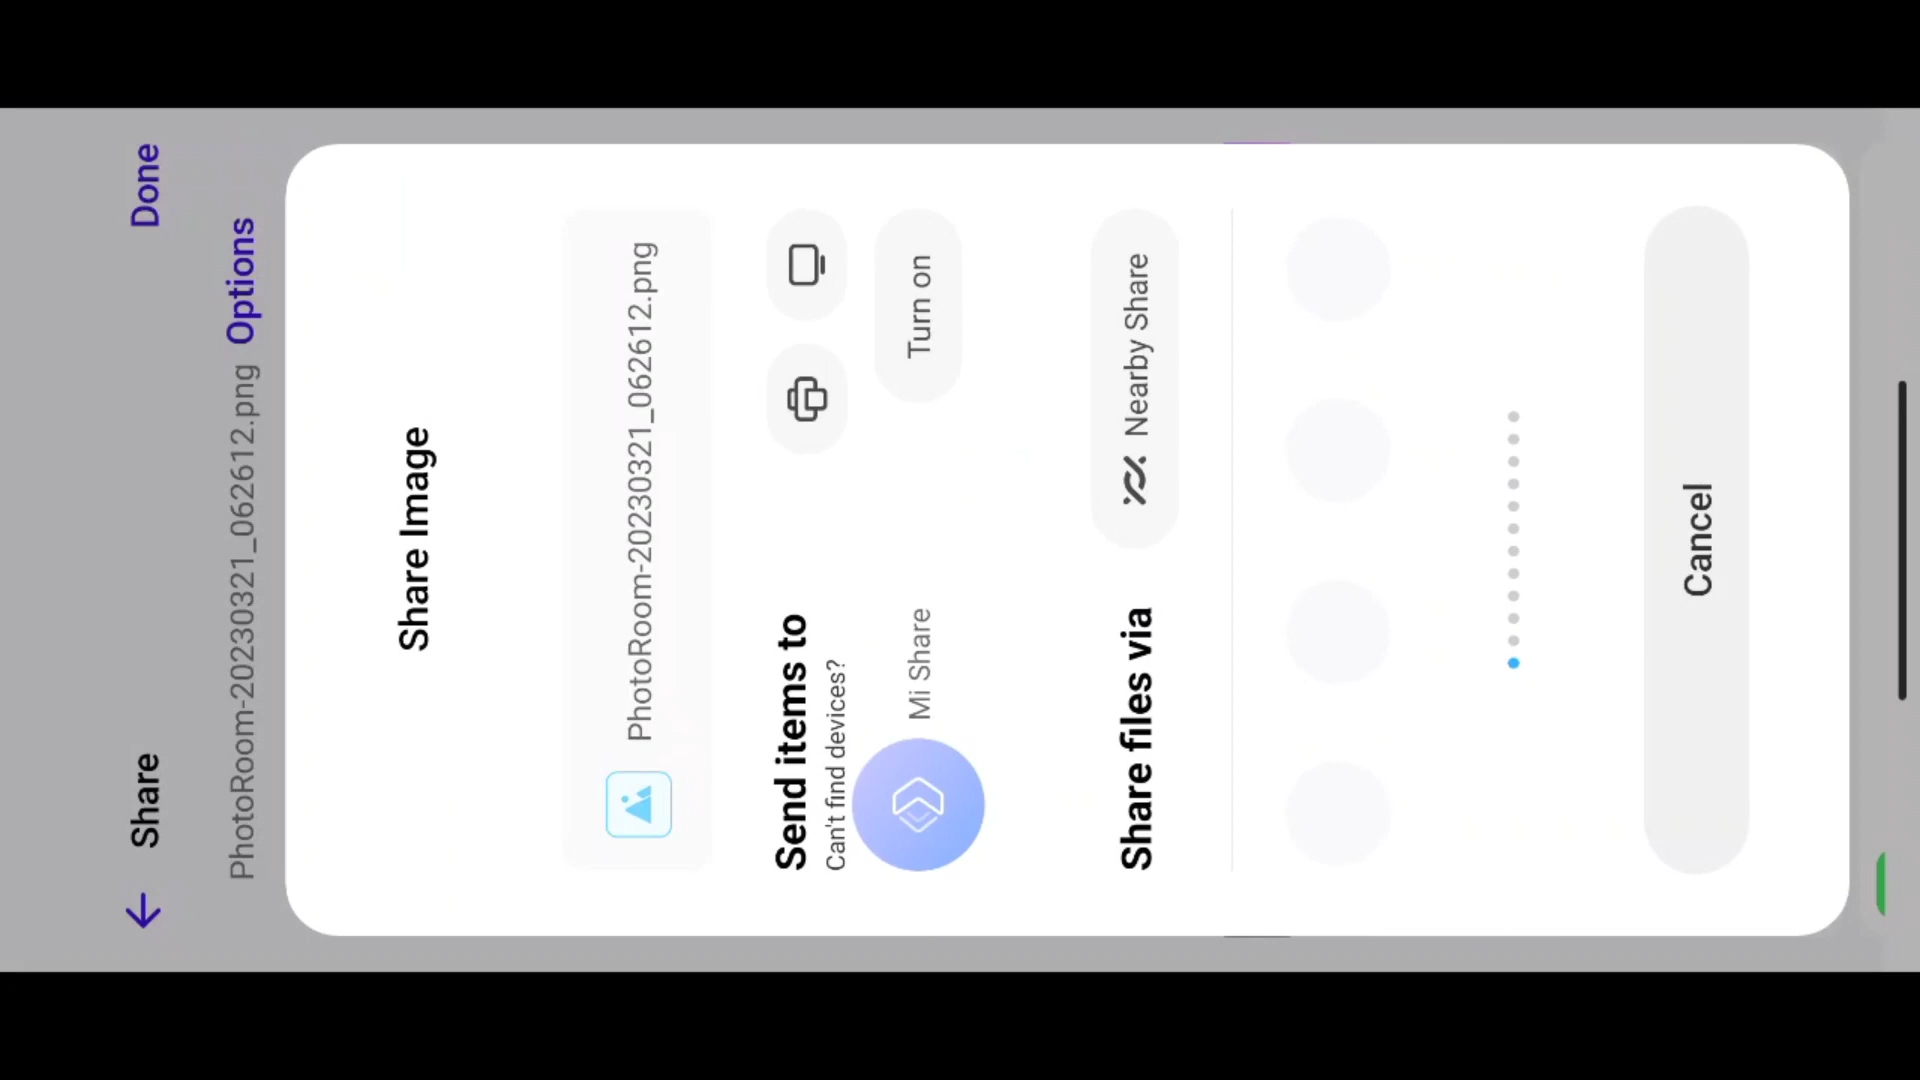 Share
Done
PhotoRoom-20230321_062612.png
Options
Share Image
PhotoRoom-20230321_062612.png
Send items to
Can't find devices?
Mi Share
Turn on
Share files via
Nearby Share
Cancel